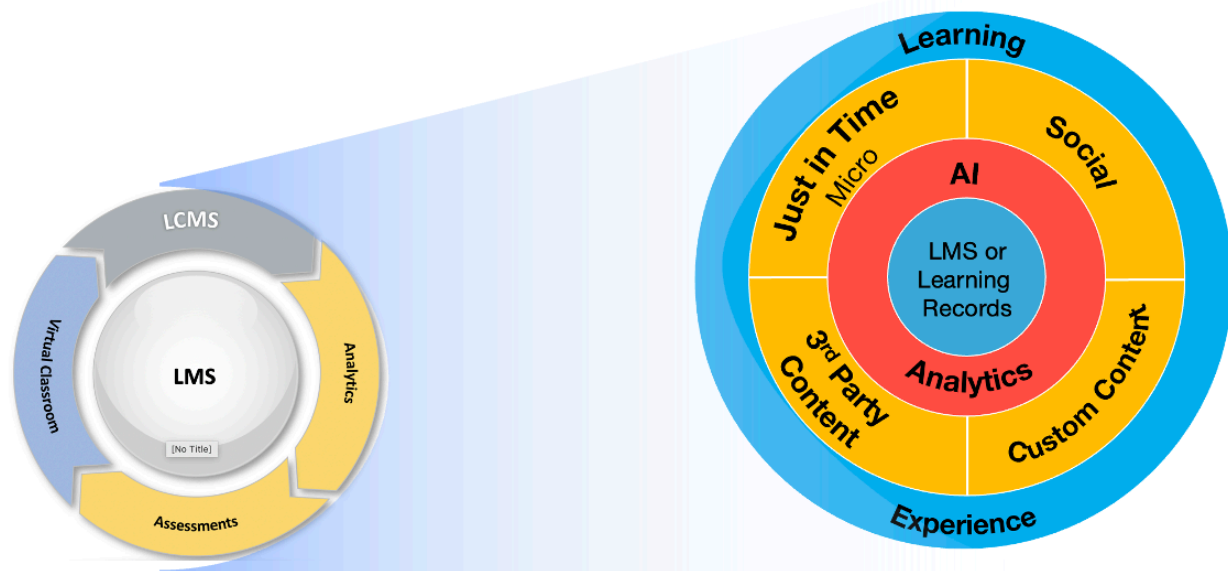 LCMS
Virtual Classroom
LMS
[No Title]
Analytics
Assessments
Learning
Just in Time
Micro
Social
AI
LMS or
Learning
Records
Analytics
3rd Party
Content
Custom Content
Experience